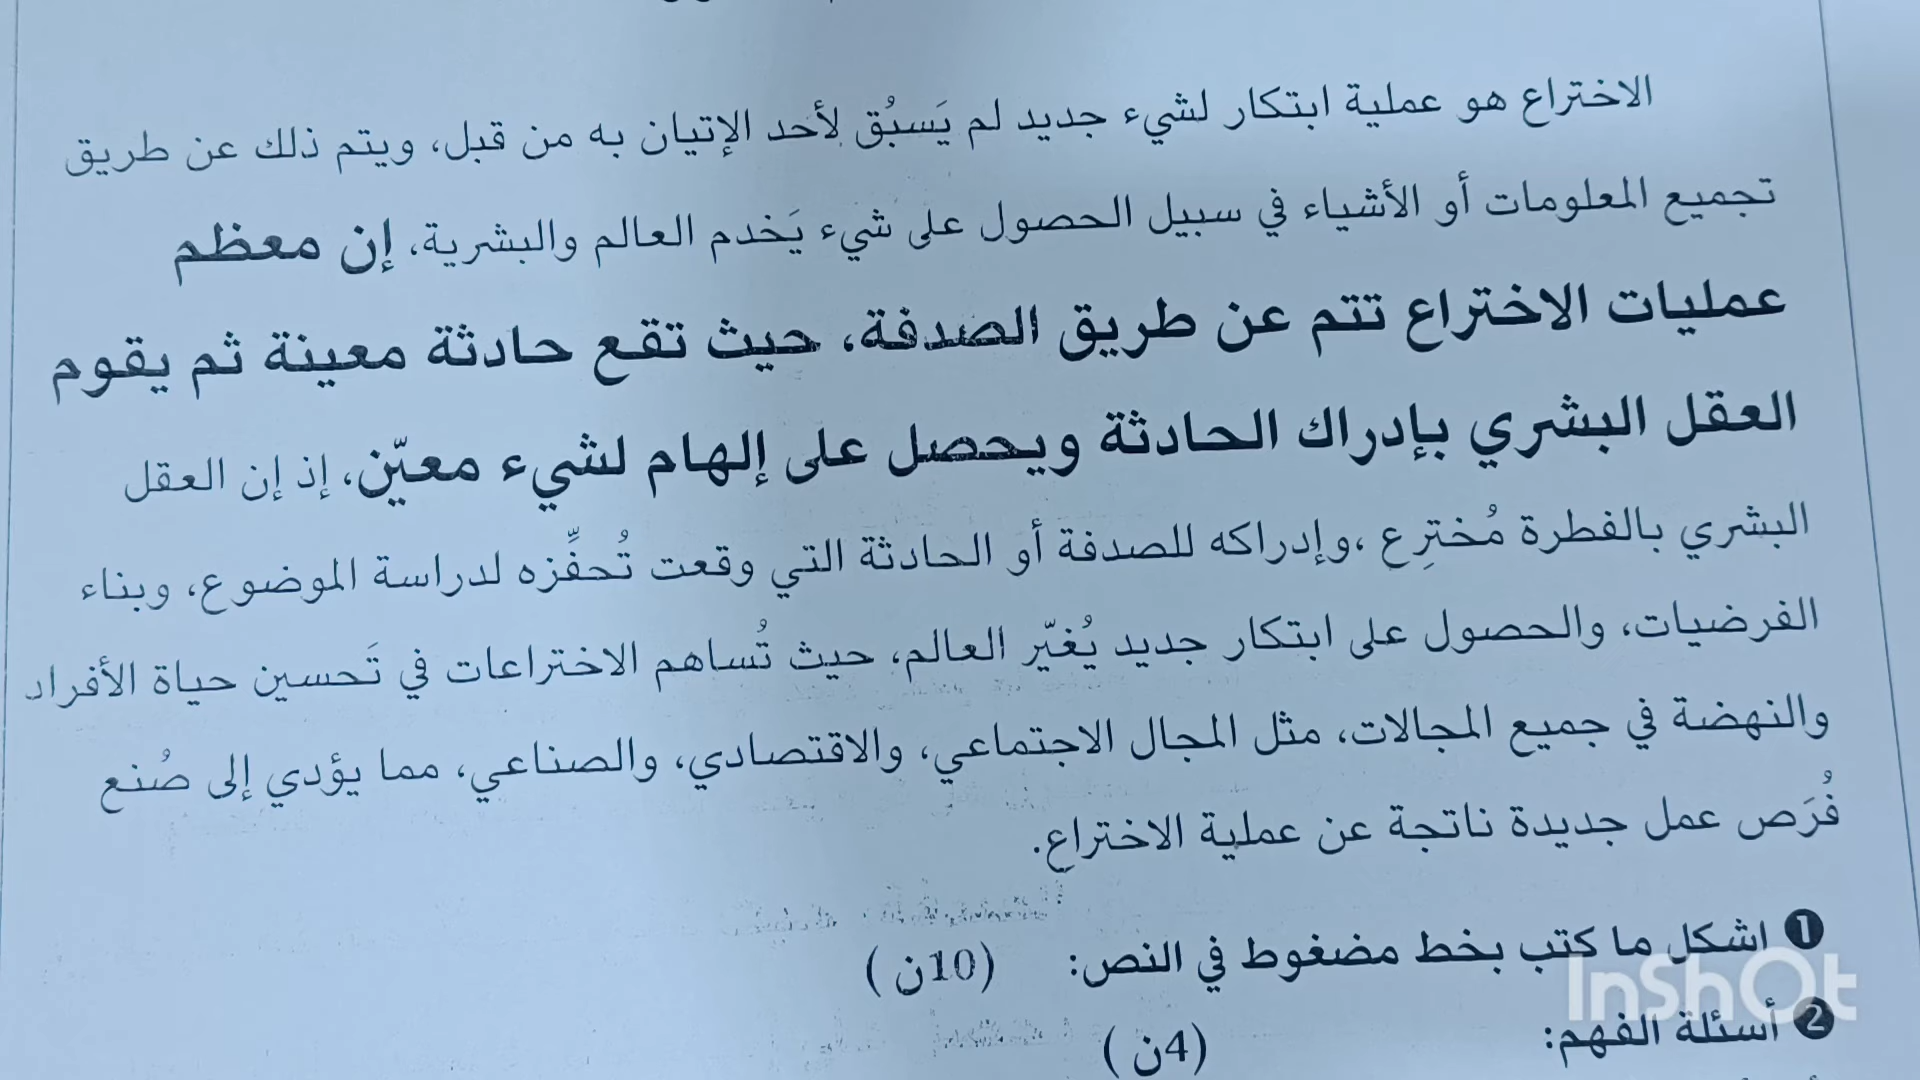 الاختراع هو عملية ابتكار لشيء جديد لم يَسبُق لأحد الإتيان به من قبل، ويتم ذلك عن طريق
تجميع المعلومات أو الأشياء في سبيل الحصول على شيء يَخدم العالم والبشرية، إن معظم
عمليات الاختراع تتم عن طريق الصدفة، حيث تقع حادثة معينة ثم يقوم
العقل البشري بإدراك الحادثة ويحصل على إلهام لشيء معيّن، إذ إن العقل
البشري بالفطرة مُخترِع ،وإدراكه للصدفة أو الحادثة التي وقعت تُحفِّزه لدراسة الموضوع، وبناء
الفرضيات، والحصول على ابتكار جديد يُغيّر العالم، حيث تُساهم الاختراعات في تَحسين حياة الأفراد
والنهضة في جميع المجالات، مثل المجال الاجتماعي، والاقتصادي، والصناعي، مما يؤدي إلى صُنع
فُرَص عمل جديدة ناتجة عن عملية الاختراع.
❶ اشكل ما كتب بخط مضغوط في النص: (10ن )
❷ أسئلة الفهم: (4ن )
InShOt